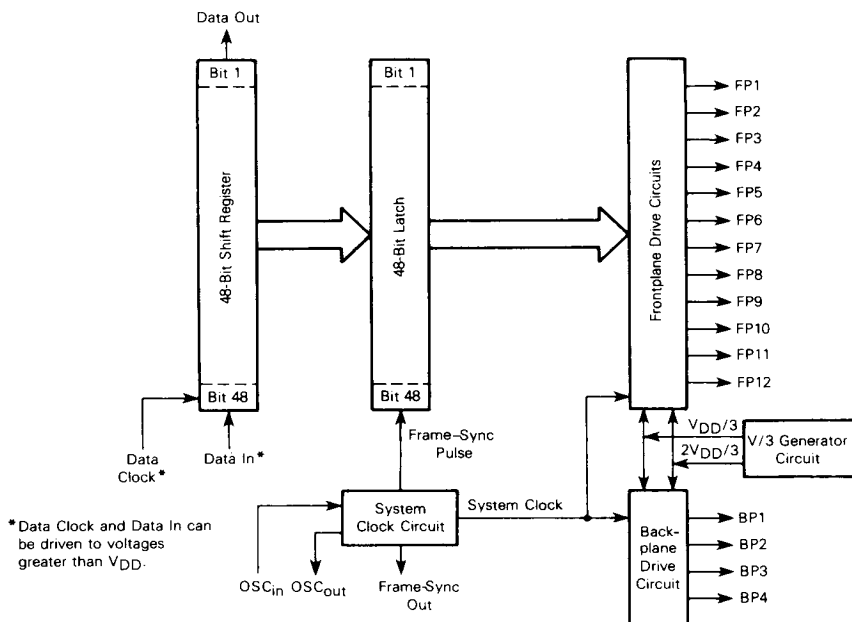 Data Out
Bit 1
48-Bit Shift Register
Bit 48
Data
Clock*
Data In*
Bit 1
48-Bit Latch
Bit 48
Frame-Sync
Pulse
Frontplane Drive Circuits
FP1
FP2
FP3
FP4
FP5
FP6
FP7
FP8
FP9
FP10
FP11
FP12
VDD/3
2VDD/3
V/3 Generator
Circuit
System
Clock Circuit
System Clock
OSCin
OSCout
Frame-Sync
Out
Back-
plane
Drive
Circuit
BP1
BP2
BP3
BP4
*Data Clock and Data In can
be driven to voltages
greater than VDD.